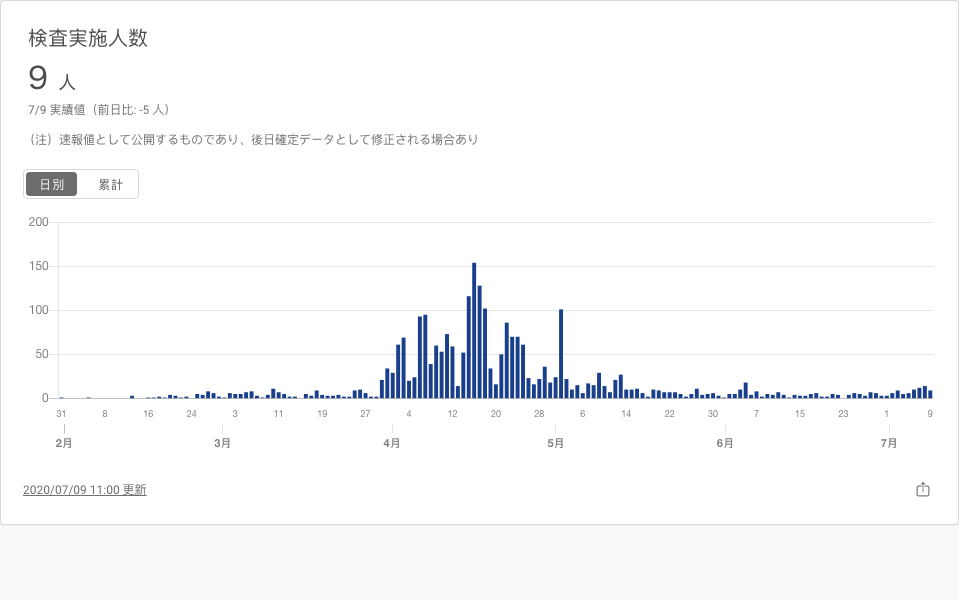 検査実施人数
9 人
7/9 実績値（前日比: -5 人）
（注）速報値として公開するものであり、後日確定データとして修正される場合あり
日別 累計
200
150
100
50
0
31 8 16 24 3 11 19 27 4 12 20 28 6 14 22 30 7 15 23 1 9
2月 3月 4月 5月 6月 7月
2020/07/09 11:00 更新